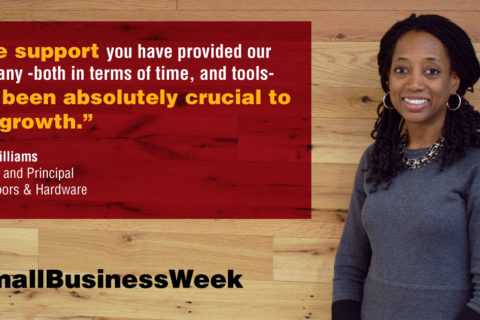 e support you have provided our
any -both in terms of time, and tools-
been absolutely crucial to
growth.”
illiams
and Principal
oors & Hardware
mallBusinessWeek